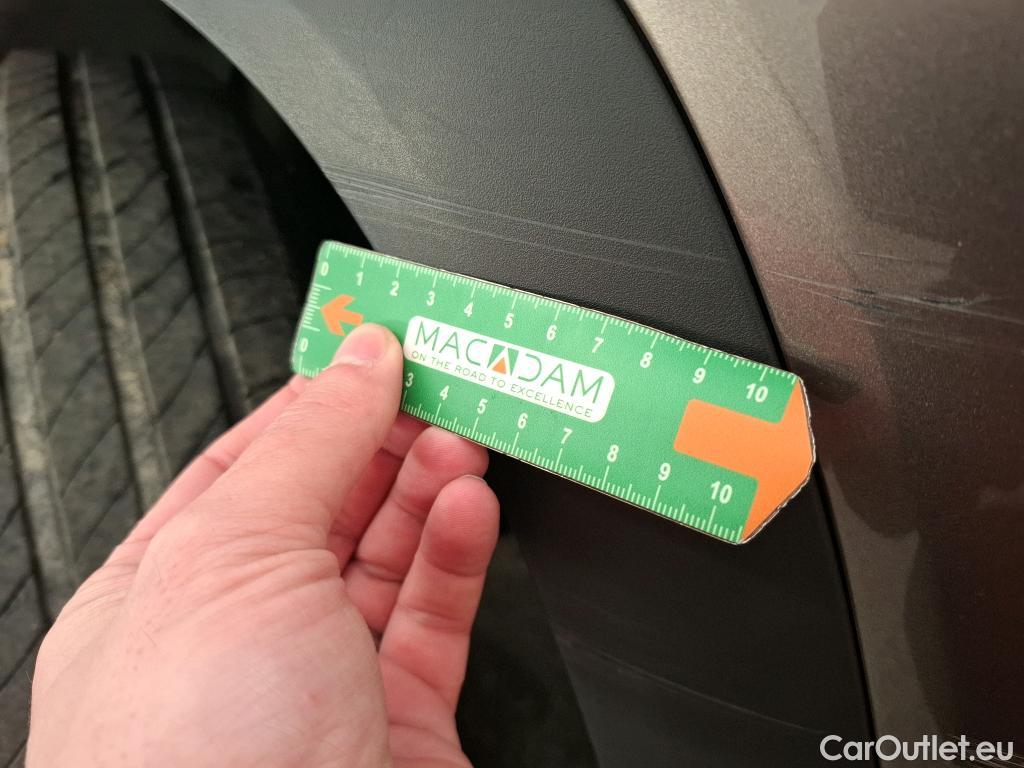 0 1 2 3 4 5 6 7 8 9 10
MACADAM
ON THE ROAD TO EXCELLENCE
0 3 4 5 6 7 8 9 10
CarOutlet.eu